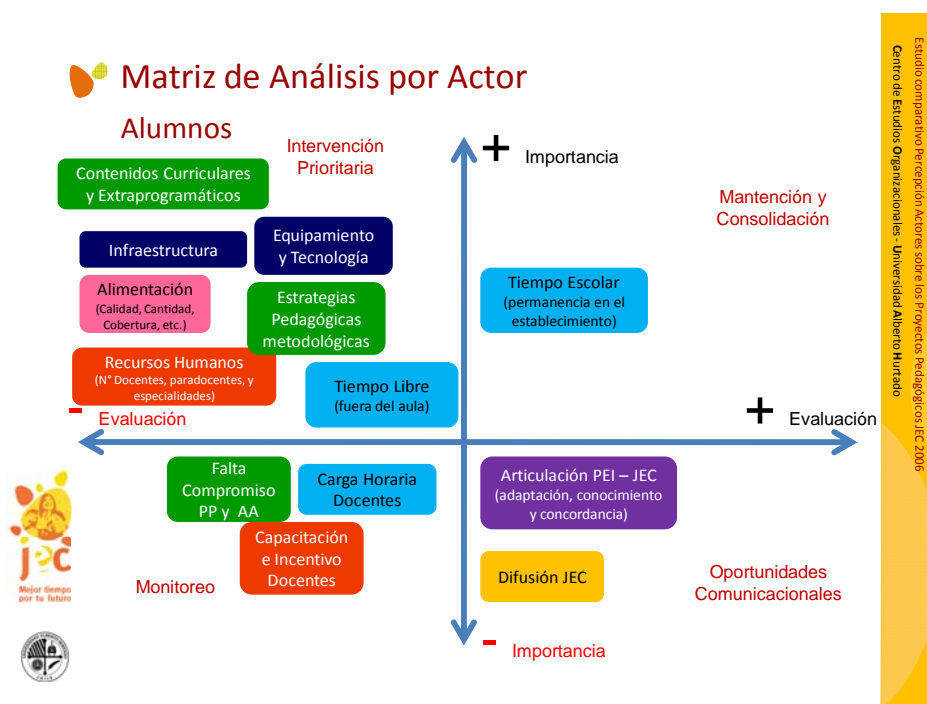 Matriz de Análisis por Actor
Alumnos
Intervención
Prioritaria
+ Importancia
Mantención y
Consolidación
Contenidos Curriculares
y Extraprogramáticos
Infraestructura
Equipamiento
y Tecnología
Alimentación
(Calidad, Cantidad,
Cobertura, etc.)
Estrategias
Pedagógicas
metodológicas
Tiempo Escolar
(permanencia en el
establecimiento)
Recursos Humanos
(N° Docentes, paradocentes, y
especialidades)
Tiempo Libre
(fuera del aula)
- Evaluación
+ Evaluación
Falta
Compromiso
PP y AA
Carga Horaria
Docentes
Articulación PEI – JEC
(adaptación, conocimiento
y concordancia)
Capacitación
e Incentivo
Docentes
Difusión JEC
Monitoreo
Oportunidades
Comunicacionales
- Importancia
jec
Mejor tiempo
por tu futuro
Estudio comparativo Percepción Actores sobre los Proyectos Pedagógicos JEC 2006
Centro de Estudios Organizacionales - Universidad Alberto Hurtado